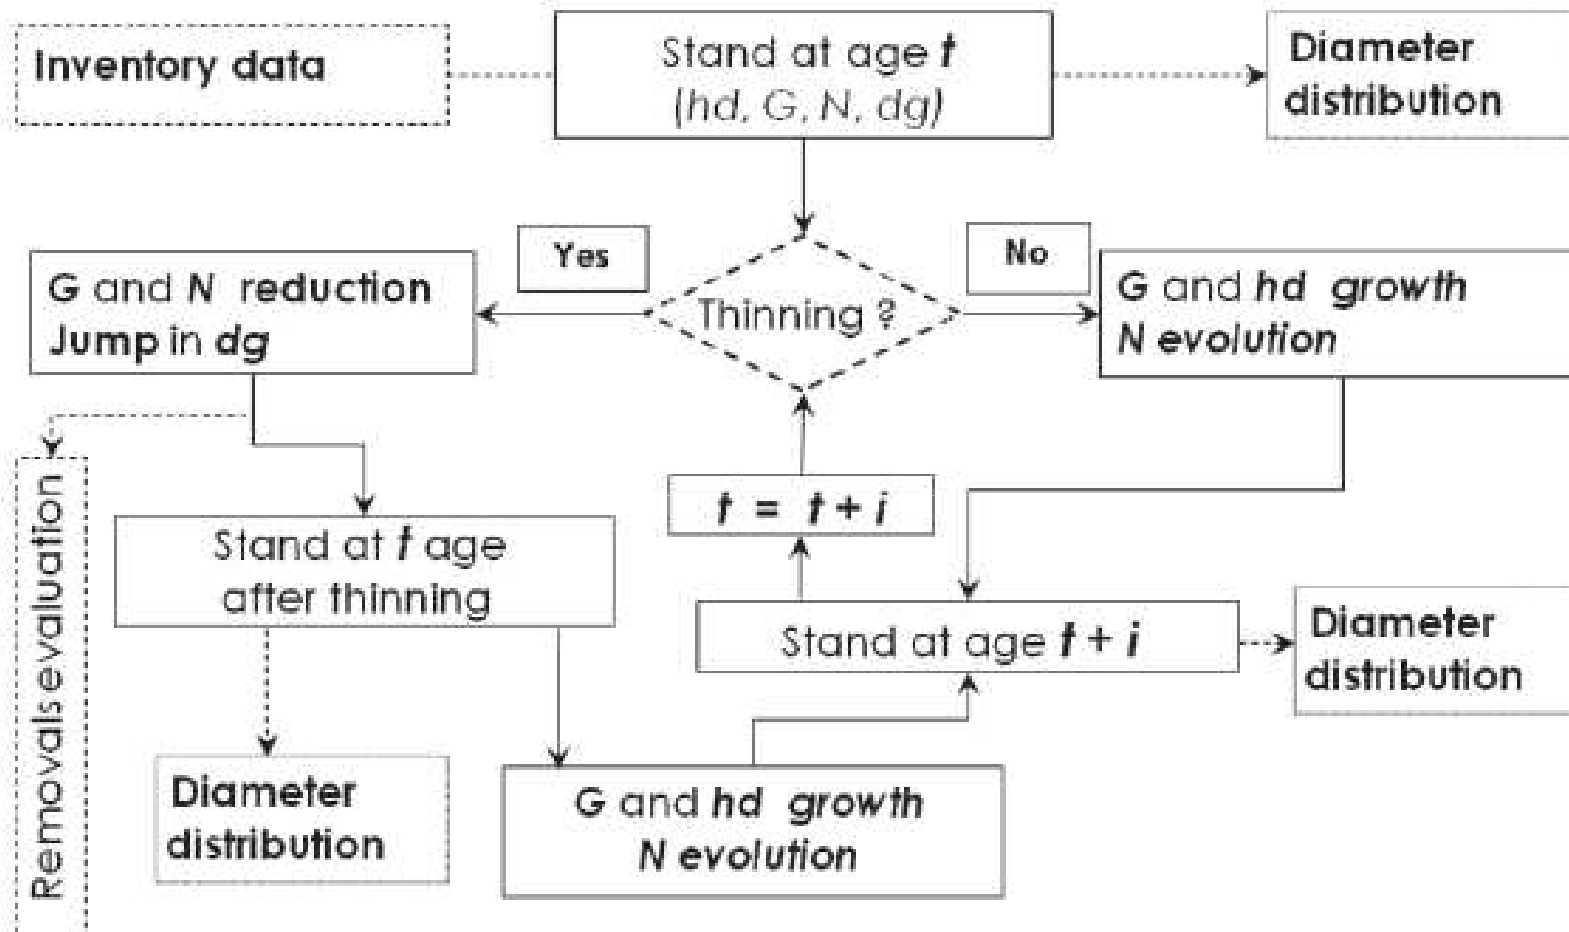 Inventory data
Stand at age t
(hd, G, N, dg)
Diameter
distribution
Yes
No
G and N reduction
Jump in dg
Thinning ?
G and hd growth
N evolution
Removals evaluation
t = t + i
Stand at t age
after thinning
Stand at age t + i
Diameter
distribution
Diameter
distribution
G and hd growth
N evolution